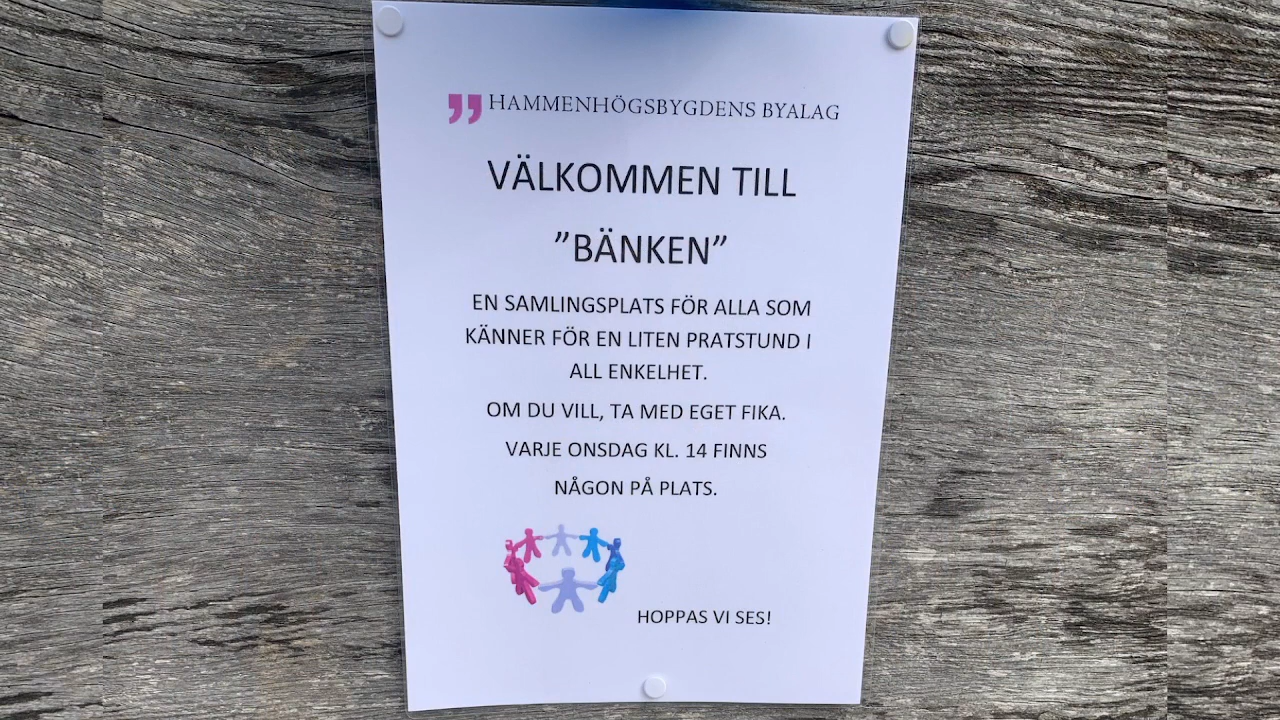 HAMMENHÖGSBYGDENS BYALAG
VÄLKOMMEN TILL
”BÄNKEN”
EN SAMLINGSPLATS FÖR ALLA SOM
KÄNNER FÖR EN LITEN PRATSTUND I
ALL ENKELHET.
OM DU VILL, TA MED EGET FIKA.
VARJE ONSDAG KL. 14 FINNS
NÅGON PÅ PLATS.
HOPPAS VI SES!